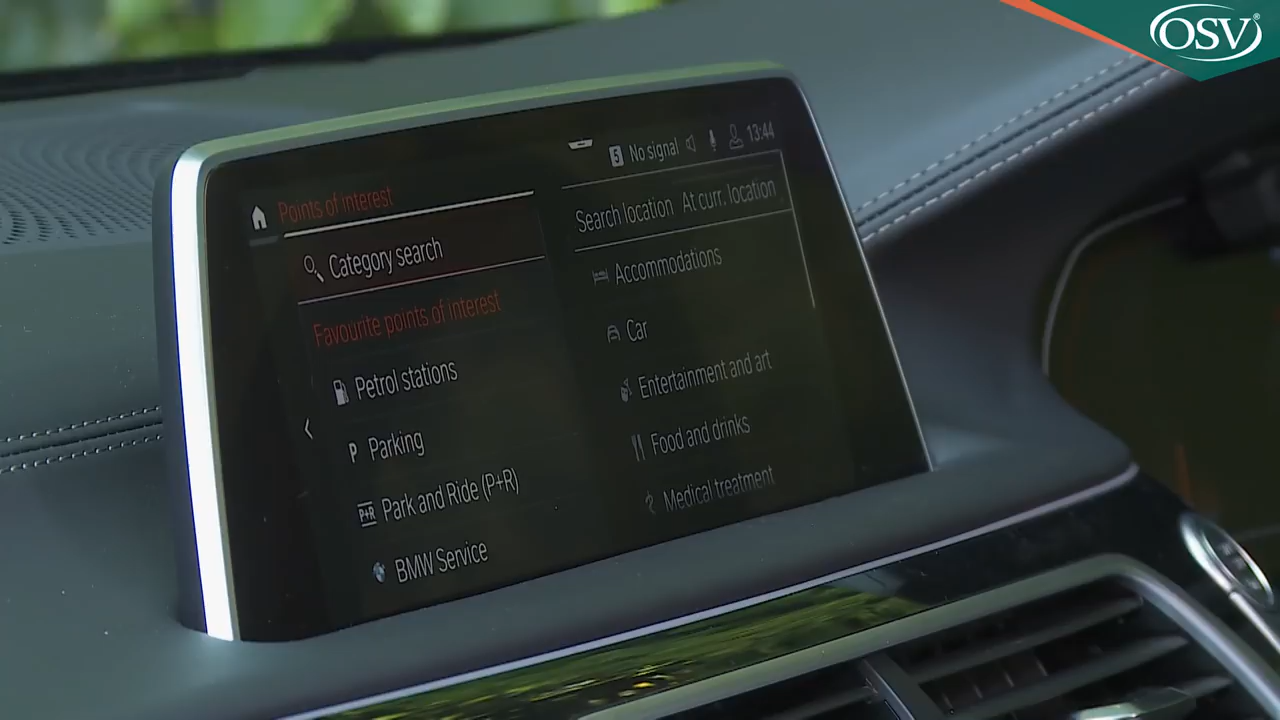 OSV®
5 No signal 13:44
Points of interest
Category search
Favourite points of interest
Petrol stations
P Parking
P+R Park and Ride (P+R)
BMW Service
Search location At curr. location
Accommodations
Car
Entertainment and art
Food and drinks
Medical treatment